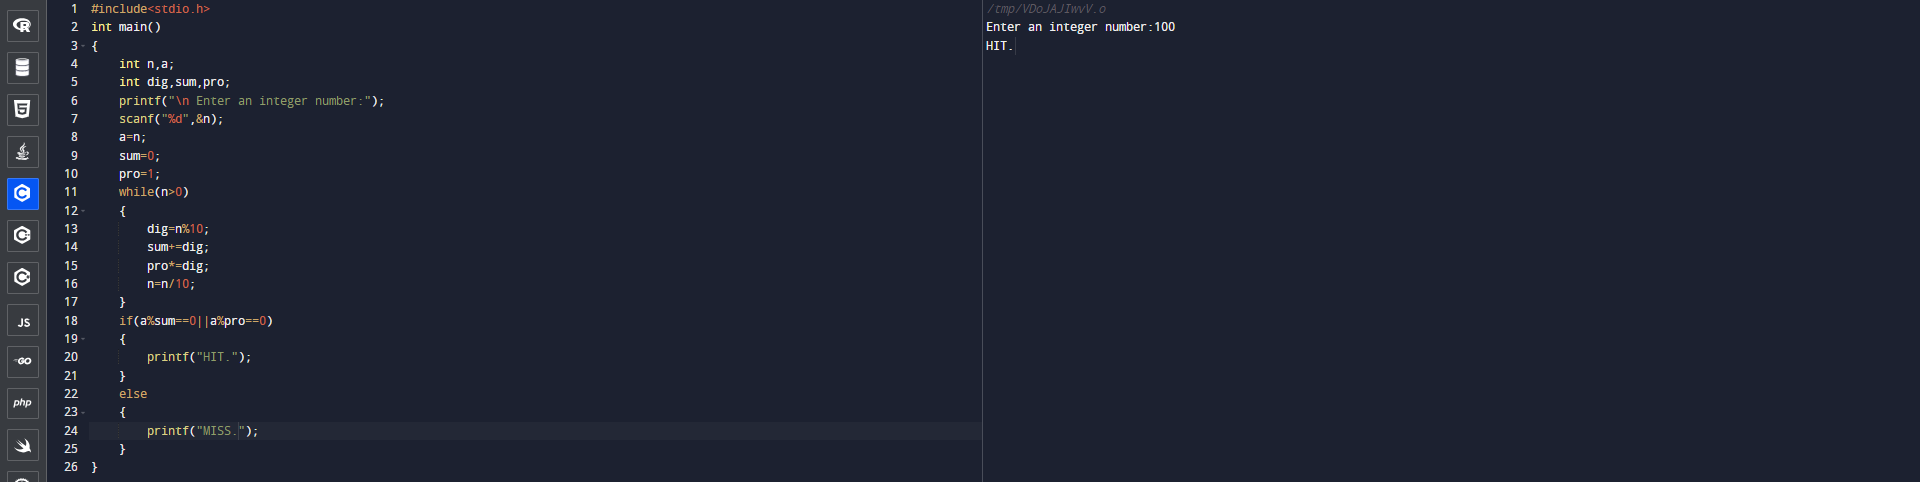 1 #include<stdio.h>
2 int main()
3 {
4     int n,a;
5     int dig,sum,pro;
6     printf("\n Enter an integer number:");
7     scanf("%d",&n);
8     a=n;
9     sum=0;
10     pro=1;
11     while(n>0)
12     {
13         dig=n%10;
14         sum+=dig;
15         pro*=dig;
16         n=n/10;
17     }
18     if(a%sum==0||a%pro==0)
19     {
20         printf("HIT.");
21     }
22     else
23     {
24         printf("MISS.");
25     }
26 }
/tmp/VDoJAJIwvV.o
Enter an integer number:100
HIT.
R
5
C
C
C
JS
GO
php